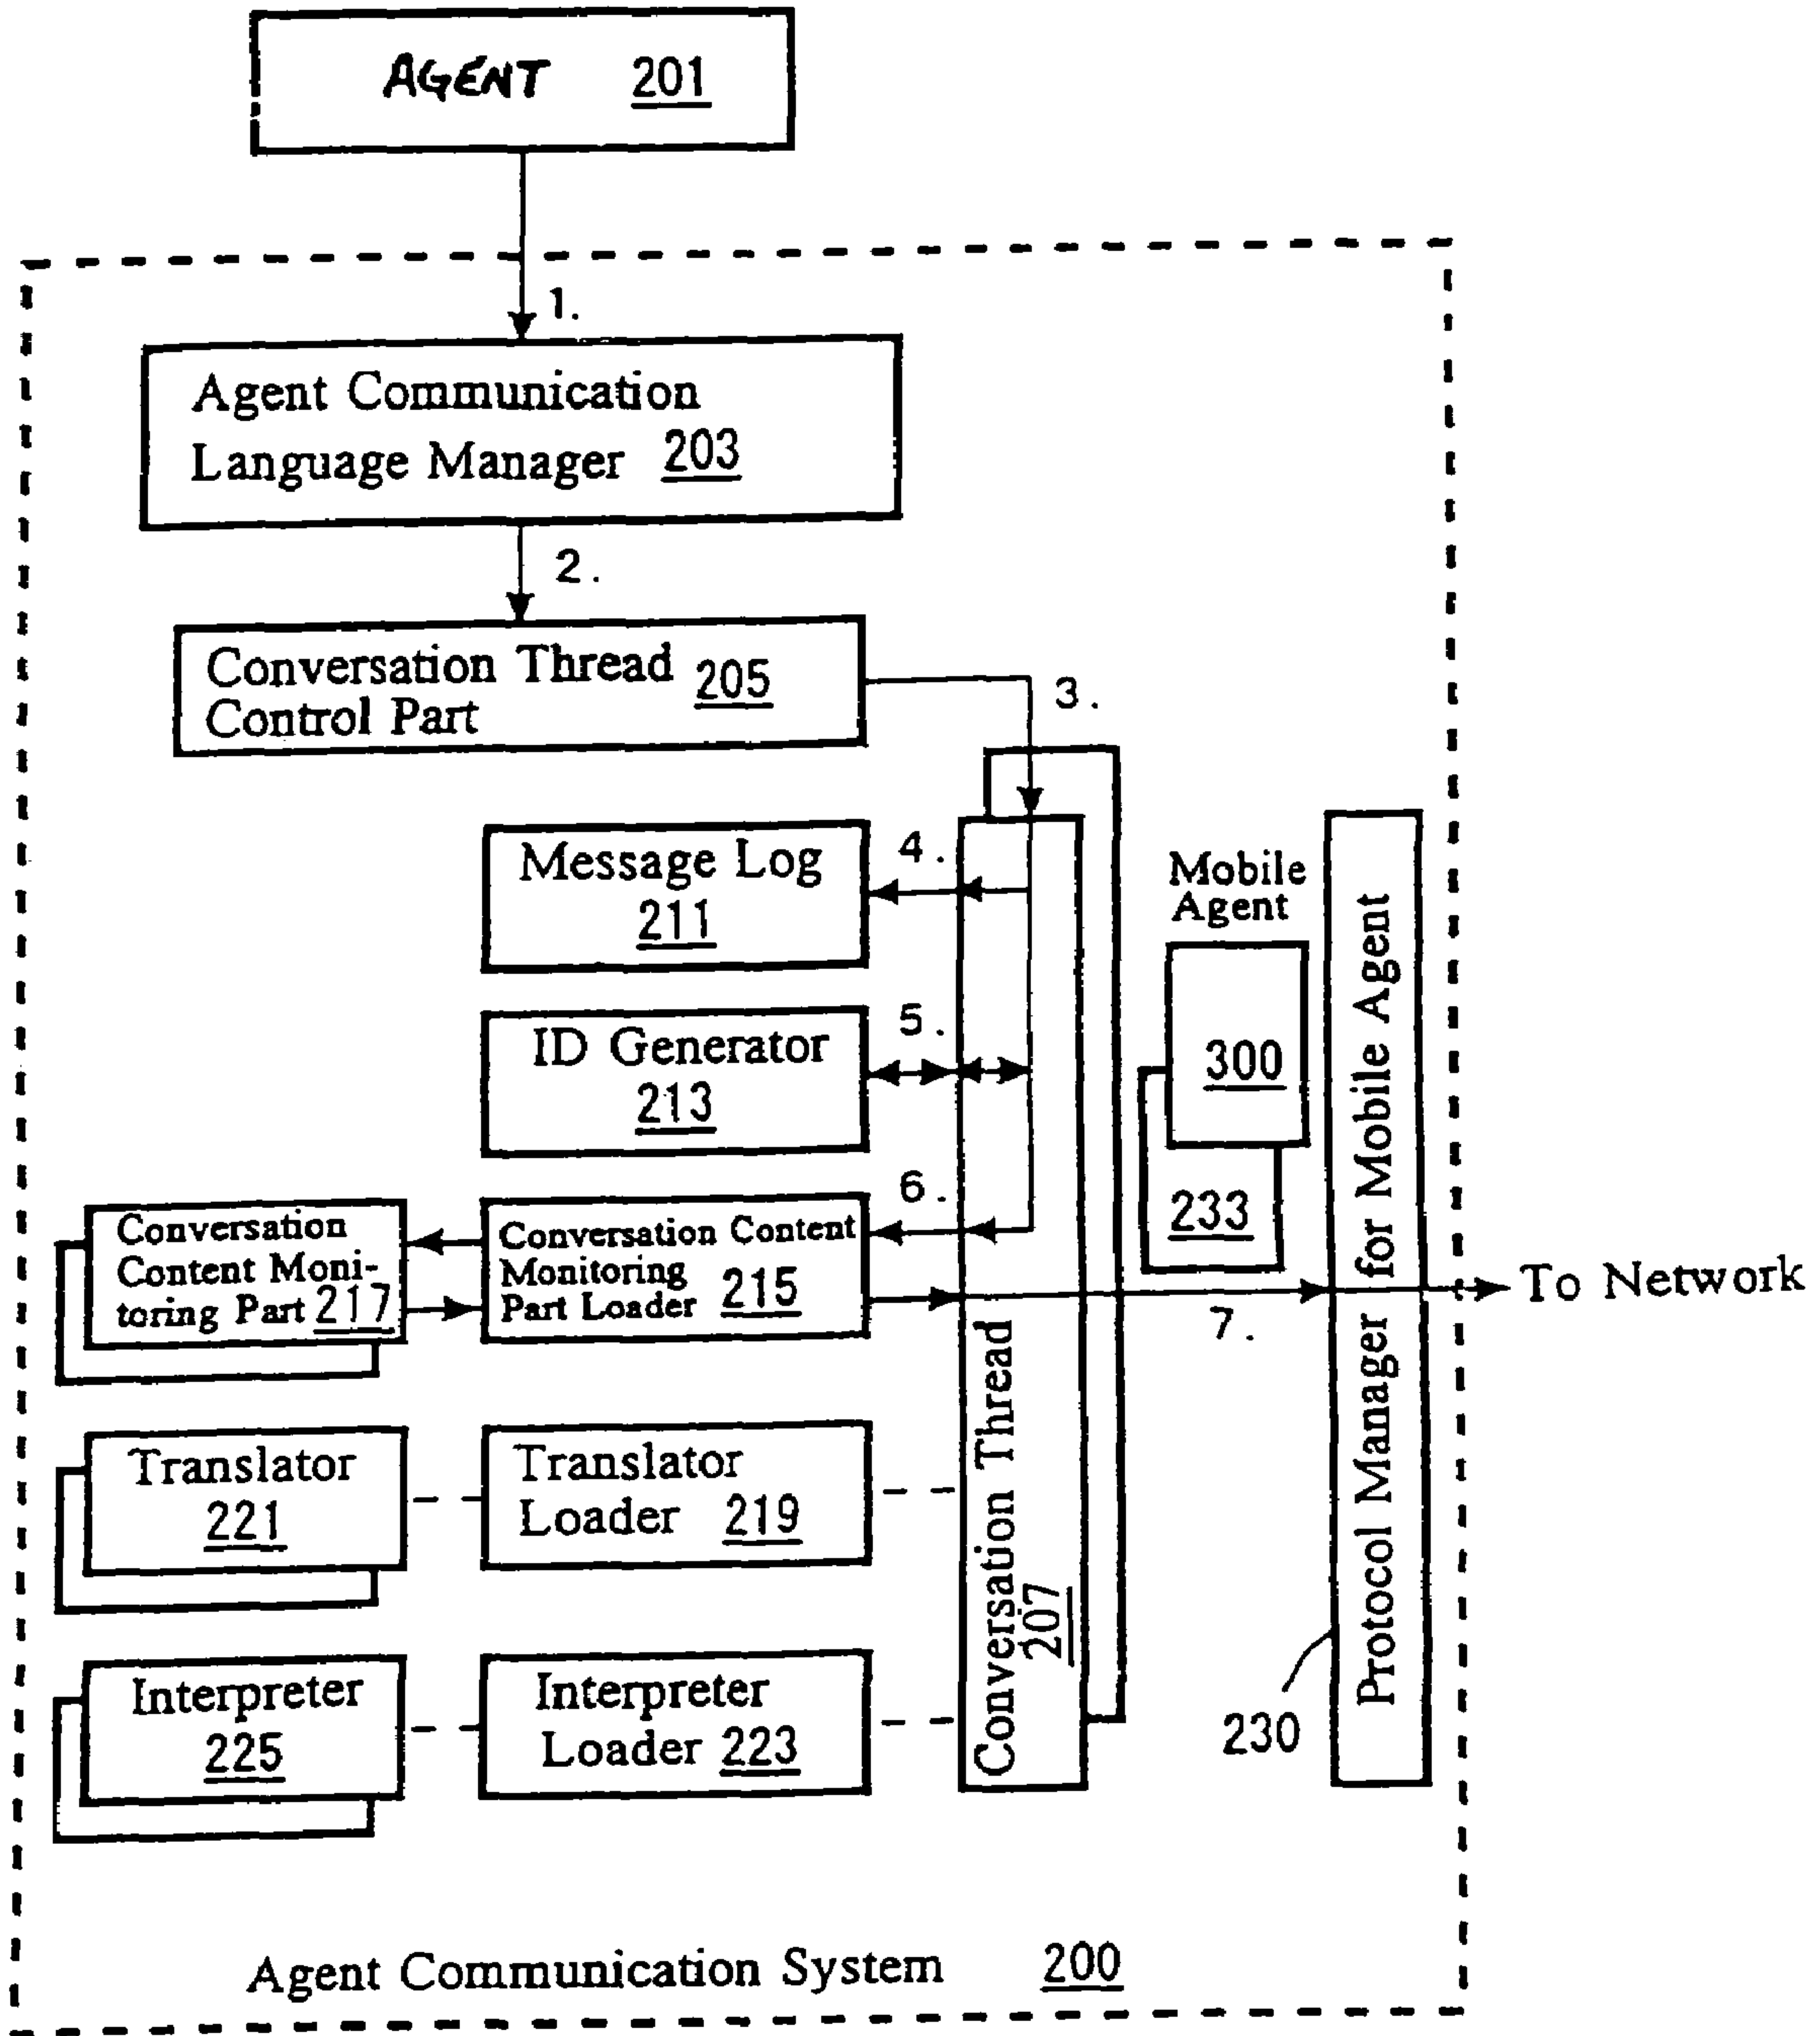 AGENT 201
1.
Agent Communication
Language Manager 203
2.
Conversation Thread 205
Control Part
3.
Message Log
211
4.
Mobile
Agent
ID Generator
213
5.
300
233
6.
Conversation
Content Moni-
toring Part 217
Conversation Content
Monitoring
Part Loader 215
7.
To Network
Translator
221
Translator
Loader 219
Interpreter
225
Interpreter
Loader 223
Conversation Thread
207
Protocol Manager for Mobile Agent
230
Agent Communication System 200